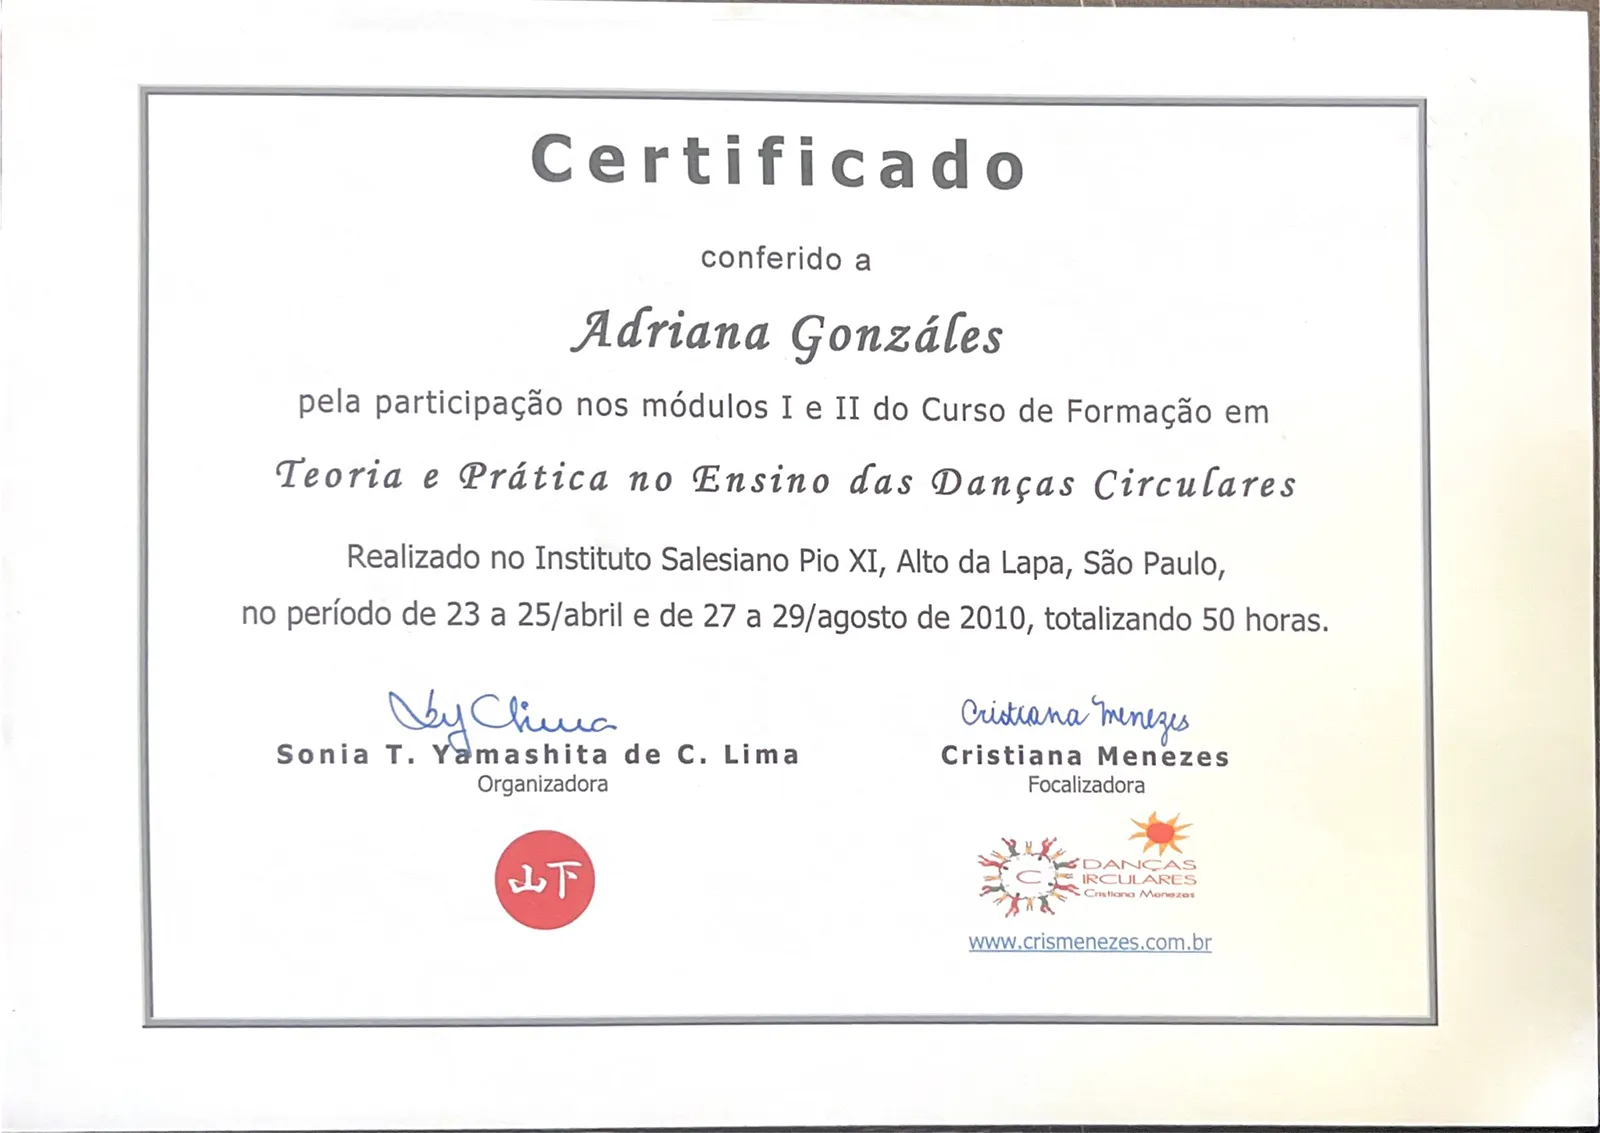 Certificado
conferido a
Adriana Gonzáles
pela participação nos módulos I e II do Curso de Formação em
Teoria e Prática no Ensino das Danças Circulares
Realizado no Instituto Salesiano Pio XI, Alto da Lapa, São Paulo,
no período de 23 a 25/abril e de 27 a 29/agosto de 2010, totalizando 50 horas.
Sonia T. Yamashita de C. Lima
Organizadora
山下
Cristiana Menezes
Cristiana Menezes
Focalizadora
DANÇAS
CIRCULARES
Cristiana Menezes
www.crismenezes.com.br